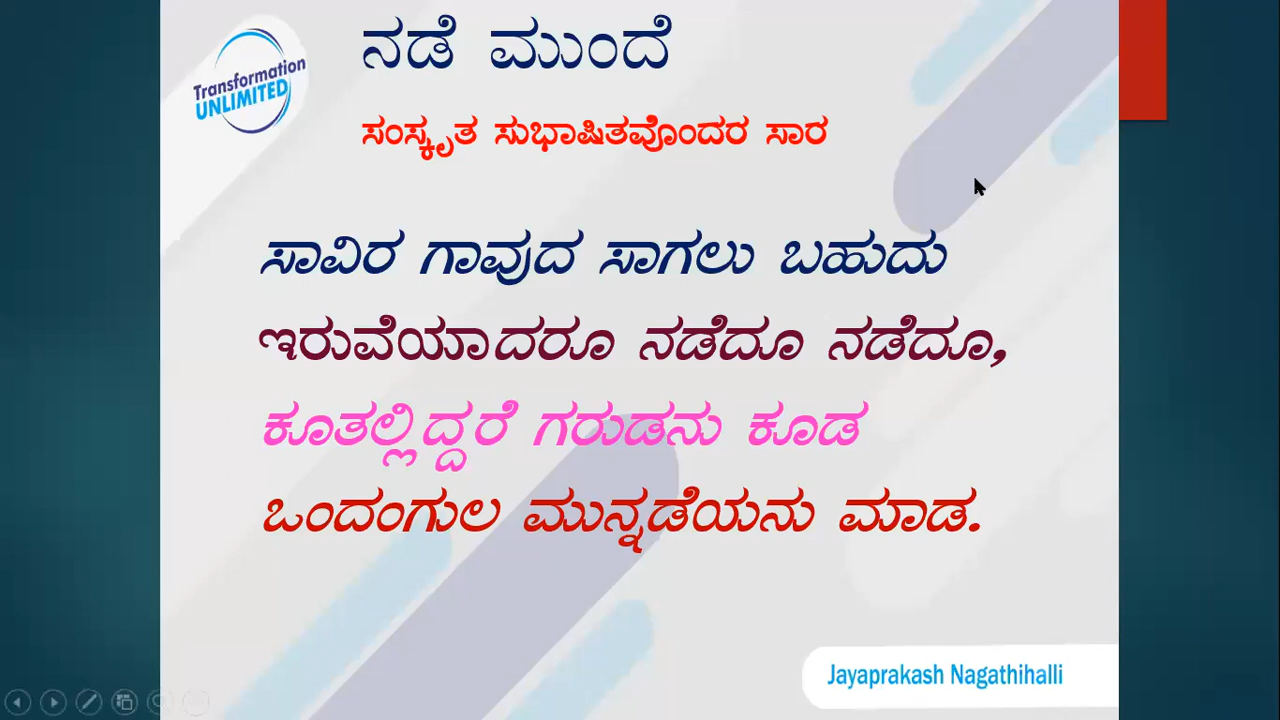 Transformation
UNLIMITED
ನಡೆ ಮುಂದೆ
ಸಂಸ್ಕೃತ ಸುಭಾಷಿತವೊಂದರ ಸಾರ
ಸಾವಿರ ಗಾವುದ ಸಾಗಲು ಬಹುದು
ಇರುವೆಯಾದರೂ ನಡೆದೂ ನಡೆದೂ,
ಕೂತಲ್ಲಿದ್ದರೆ ಗರುಡನು ಕೂಡ
ಒಂದಂಗುಲ ಮುನ್ನಡೆಯನು ಮಾಡ.
Jayaprakash Nagathihalli